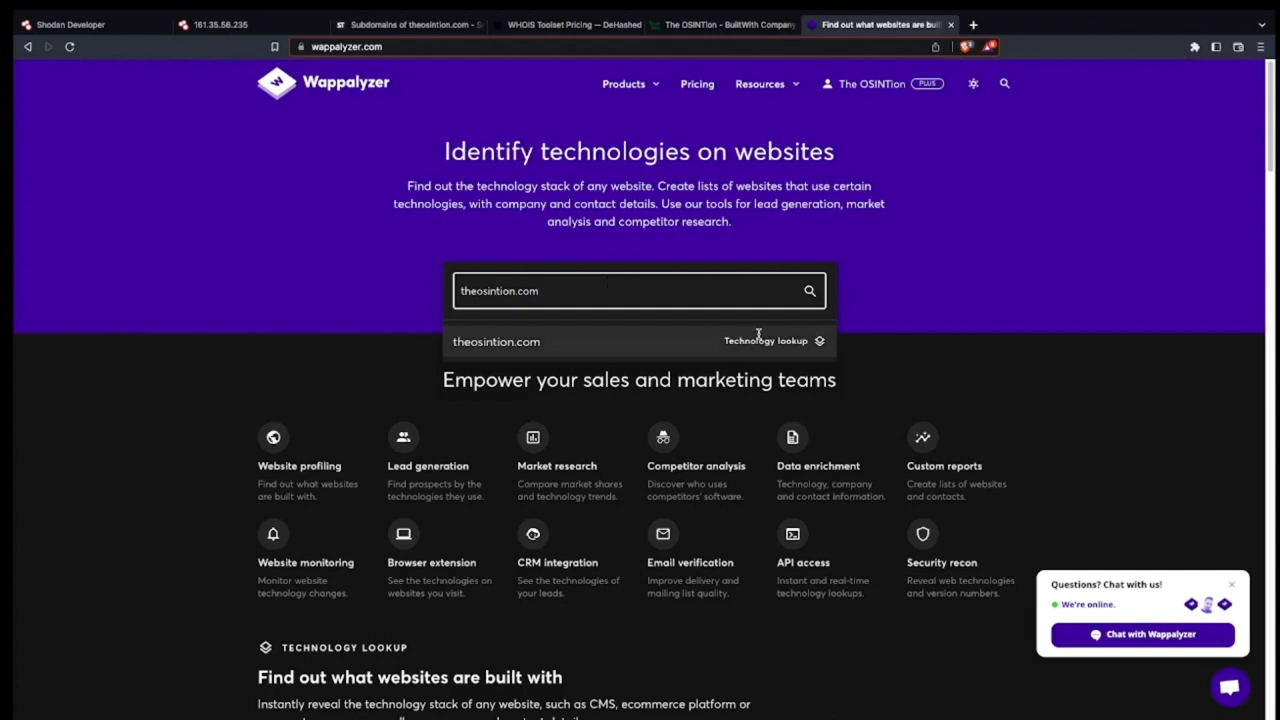 Shodan Developer
161.35.56.235
ST Subdomains of theosintion.com - S
WHOIS Toolset Pricing — DeHashed
The OSINTion - BuiltWith Company
Find out what websites are buil
wappalyzer.com
Wappalyzer
Products
Pricing
Resources
The OSINTion PLUS
Identify technologies on websites
Find out the technology stack of any website. Create lists of websites that use certain
technologies, with company and contact details. Use our tools for lead generation, market
analysis and competitor research.
theosintion.com
theosintion.com
Technology lookup
Empower your sales and marketing teams
Website profiling
Find out what websites
are built with.
Lead generation
Find prospects by the
technologies they use.
Market research
Compare market shares
and technology trends.
Competitor analysis
Discover who uses
competitors' software.
Data enrichment
Technology, company
and contact information.
Custom reports
Create lists of websites
and contacts.
Website monitoring
Monitor website
technology changes.
Browser extension
See the technologies on
websites you visit.
CRM integration
See the technologies of
your leads.
Email verification
Improve delivery and
mailing list quality.
API access
Instant and real-time
technology lookups.
Security recon
Reveal web technologies
and version numbers.
Questions? Chat with us!
We're online.
Chat with Wappalyzer
TECHNOLOGY LOOKUP
Find out what websites are built with
Instantly reveal the technology stack of any website, such as CMS, ecommerce platform or